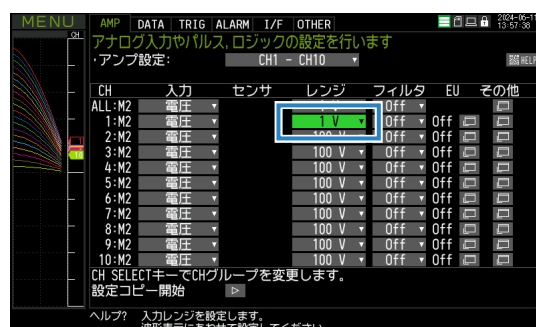 MENU AMP DATA TRIG ALARM I/F OTHER 2024-06-11
13:57:38
アナログ入力やパルス,ロジックの設定を行います
・アンプ設定: CH1 - CH10 HELP
CH
CH 入力 センサ レンジ フィルタ EU その他
ALL:M2 電圧 Off
1:M2 電圧 1 V Off Off
2:M2 電圧 Off Off
3:M2 電圧 100 V Off Off
4:M2 電圧 100 V Off Off
5:M2 電圧 100 V Off Off
6:M2 電圧 100 V Off Off
7:M2 電圧 100 V Off Off
8:M2 電圧 100 V Off Off
9:M2 電圧 100 V Off Off
10:M2 電圧 100 V Off Off
CH SELECTキーでCHグループを変更します。
設定コピー開始
ヘルプ? 入力レンジを設定します。